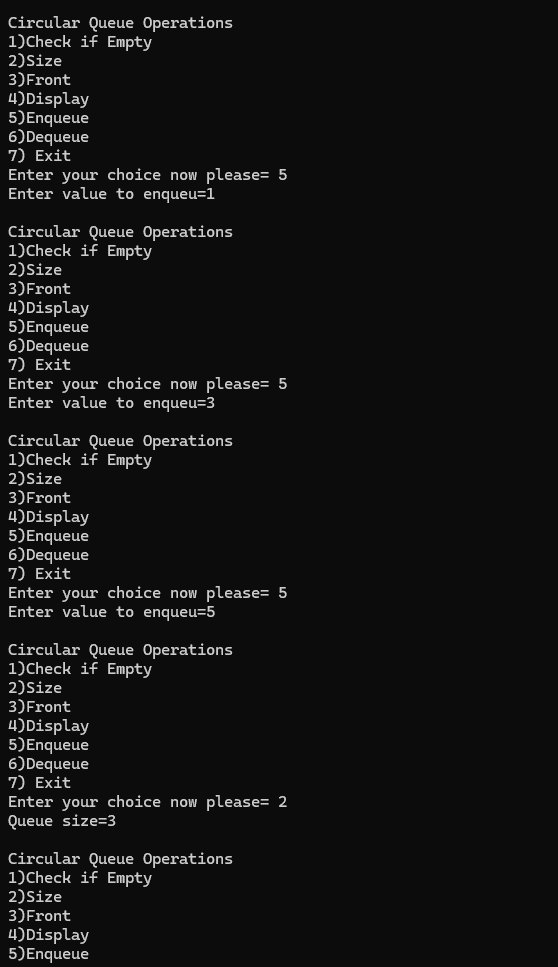 Circular Queue Operations
1)Check if Empty
2)Size
3)Front
4)Display
5)Enqueue
6)Dequeue
7) Exit
Enter your choice now please= 5
Enter value to enqueu=1
Circular Queue Operations
1)Check if Empty
2)Size
3)Front
4)Display
5)Enqueue
6)Dequeue
7) Exit
Enter your choice now please= 5
Enter value to enqueu=3
Circular Queue Operations
1)Check if Empty
2)Size
3)Front
4)Display
5)Enqueue
6)Dequeue
7) Exit
Enter your choice now please= 5
Enter value to enqueu=5
Circular Queue Operations
1)Check if Empty
2)Size
3)Front
4)Display
5)Enqueue
6)Dequeue
7) Exit
Enter your choice now please= 2
Queue size=3
Circular Queue Operations
1)Check if Empty
2)Size
3)Front
4)Display
5)Enqueue